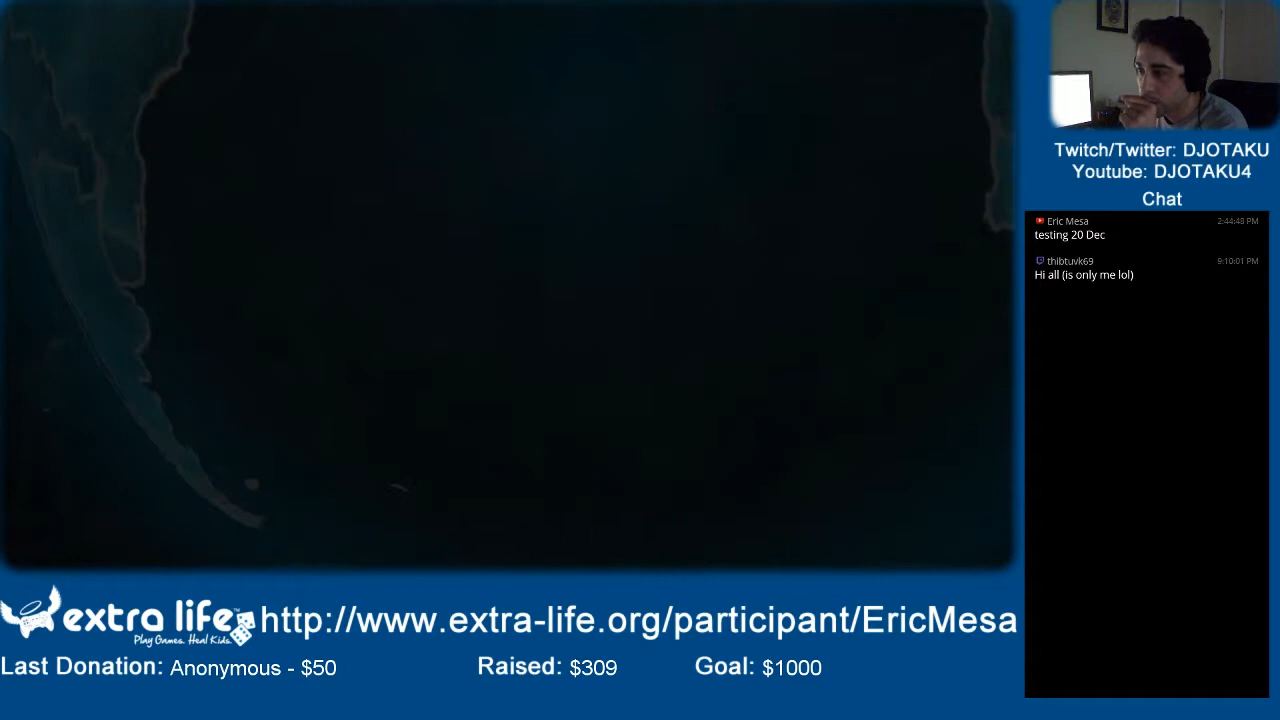 Twitch/Twitter: DJOTAKU
Youtube: DJOTAKU4
Chat
Eric Mesa 2:44:48 PM
testing 20 Dec
thibtuvk69 9:10:01 PM
Hi all (is only me lol)
extra life™
Play Games. Heal Kids.
http://www.extra-life.org/participant/EricMesa
Last Donation: Anonymous - $50 Raised: $309 Goal: $1000